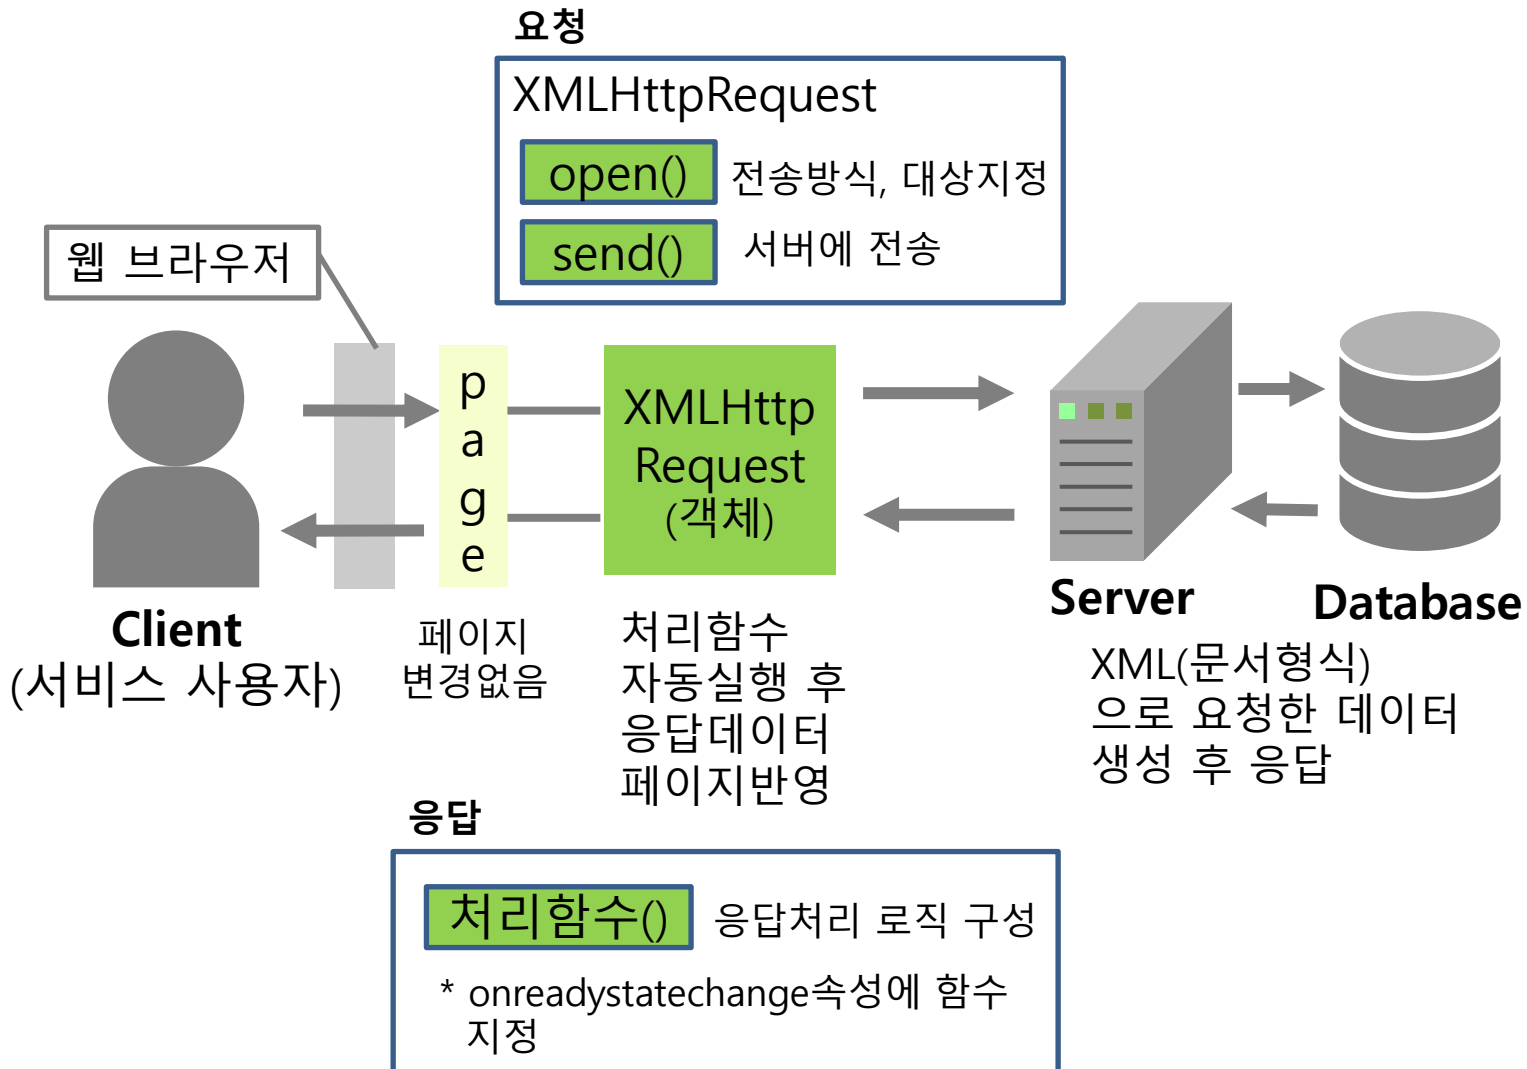 요청
XMLHttpRequest
open() 전송방식, 대상지정
send() 서버에 전송
웹 브라우저
page
XMLHttp
Request
(객체)
Client
(서비스 사용자)
페이지
변경없음
처리함수
자동실행 후
응답데이터
페이지반영
Server
Database
XML(문서형식)
으로 요청한 데이터
생성 후 응답
응답
처리함수() 응답처리 로직 구성
* onreadystatechange속성에 함수
지정